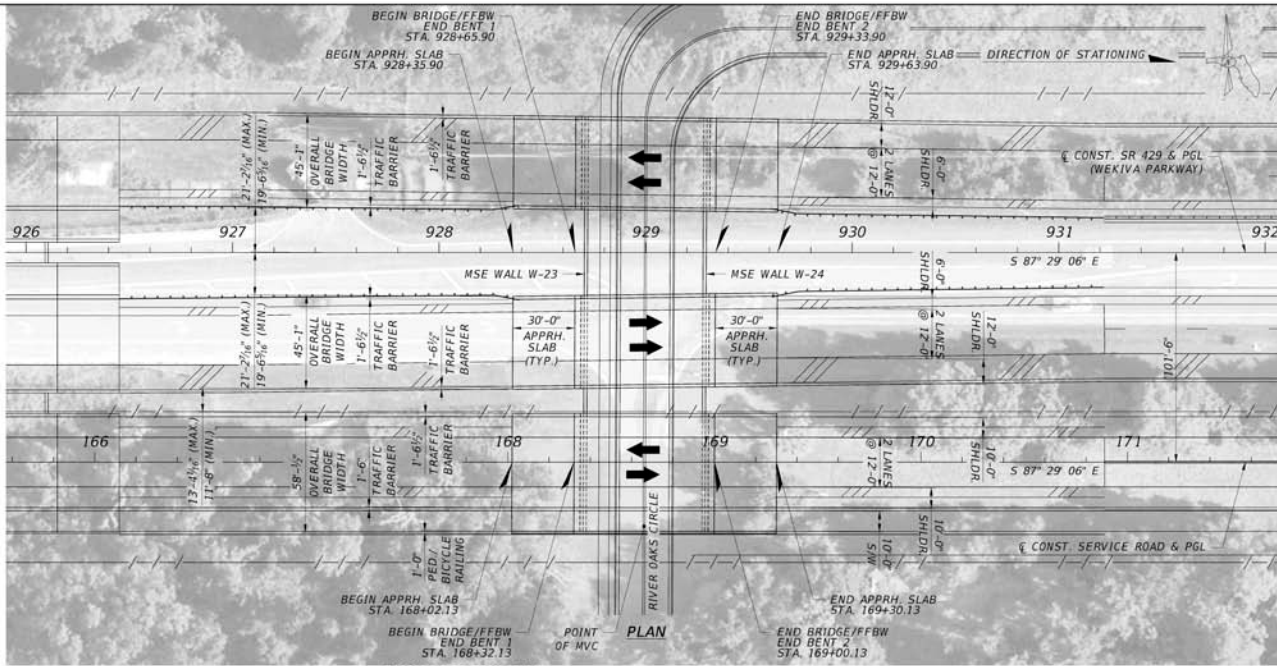 BEGIN BRIDGE/FFBW
END BENT 1
STA. 928+65.90
BEGIN APPRH. SLAB
STA. 928+35.90
END BRIDGE/FFBW
END BENT 2
STA. 929+33.90
END APPRH. SLAB
STA. 929+63.90
DIRECTION OF STATIONING
21'-2 7/16" (MAX.)
19'-6 5/16" (MIN.)
45'-1"
OVERALL
BRIDGE
WIDTH
1'-6½"
TRAFFIC
BARRIER
1'-6½"
TRAFFIC
BARRIER
12'-0"
SHLDR.
2 LANES
@ 12'-0"
6'-0"
SHLDR.
℄ CONST. SR 429 & PGL
(WEKIVA PARKWAY)
926
927
928
929
930
931
932
MSE WALL W-23
MSE WALL W-24
S 87° 29' 06" E
21'-2 7/16" (MAX.)
19'-6 5/16" (MIN.)
45'-1"
OVERALL
BRIDGE
WIDTH
1'-6½"
TRAFFIC
BARRIER
1'-6½"
TRAFFIC
BARRIER
30'-0"
APPRH.
SLAB
(TYP.)
30'-0"
APPRH.
SLAB
(TYP.)
6'-0"
SHLDR.
2 LANES
@ 12'-0"
12'-0"
SHLDR.
101'-9"
166
168
169
170
171
13'-4 9/16" (MAX.)
11'-8" (MIN.)
58'-½"
OVERALL
BRIDGE
WIDTH
1'-6"
TRAFFIC
BARRIER
1'-6½"
TRAFFIC
BARRIER
2 LANES
@ 12'-0"
10'-0"
SHLDR.
S 87° 29' 06" E
1'-0"
PED./
BICYCLE
RAILING
RIVER OAKS CIRCLE
10'-0"
SHLDR.
10'-0"
S/W
℄ CONST. SERVICE ROAD & PGL
BEGIN APPRH. SLAB
STA. 168+02.13
BEGIN BRIDGE/FFBW
END BENT 1
STA. 168+32.13
POINT
OF MVC
PLAN
END APPRH. SLAB
STA. 169+30.13
END BRIDGE/FFBW
END BENT 2
STA. 169+00.13